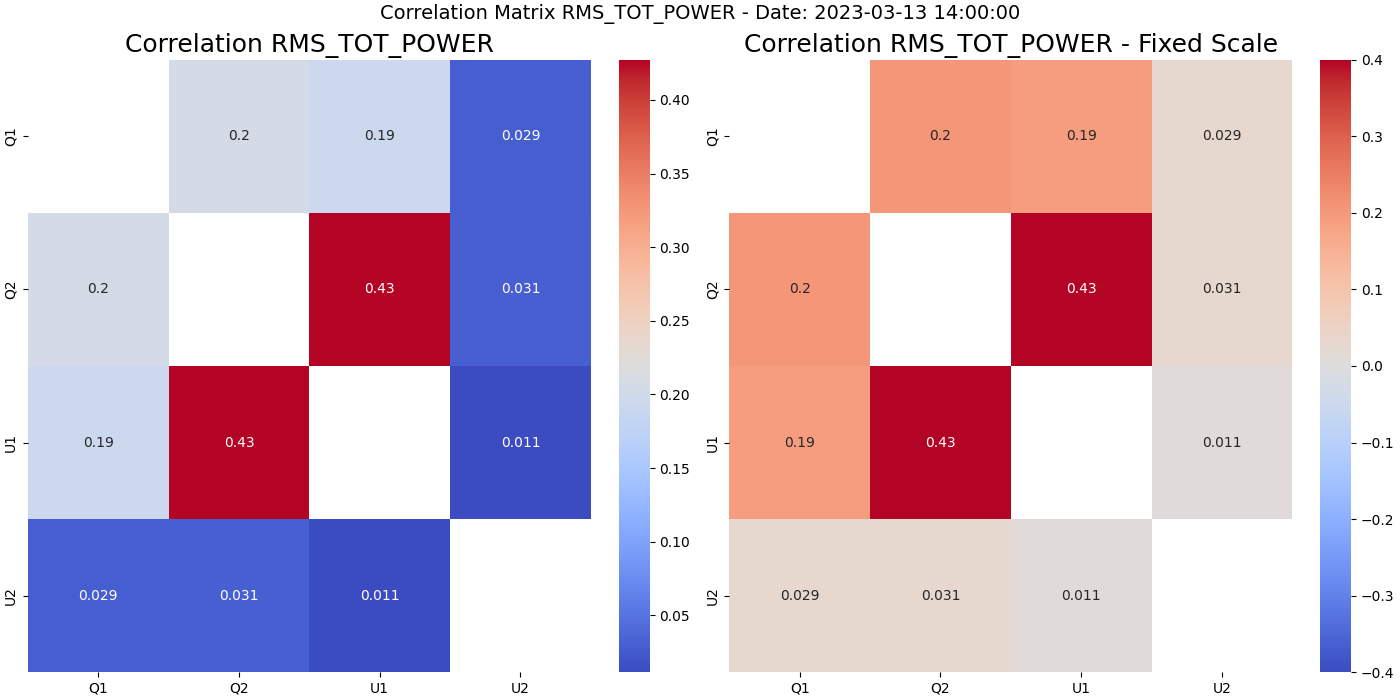 Correlation Matrix RMS_TOT_POWER - Date: 2023-03-13 14:00:00
Correlation RMS_TOT_POWER
Q1
0.2
0.19
0.029
Q2
0.2
0.43
0.031
U1
0.19
0.43
0.011
U2
0.029
0.031
0.011
Q1
Q2
U1
U2
0.40
0.35
0.30
0.25
0.20
0.15
0.10
0.05
Correlation RMS_TOT_POWER - Fixed Scale
Q1
0.2
0.19
0.029
Q2
0.2
0.43
0.031
U1
0.19
0.43
0.011
U2
0.029
0.031
0.011
Q1
Q2
U1
U2
0.4
0.3
0.2
0.1
0.0
−0.1
−0.2
−0.3
−0.4